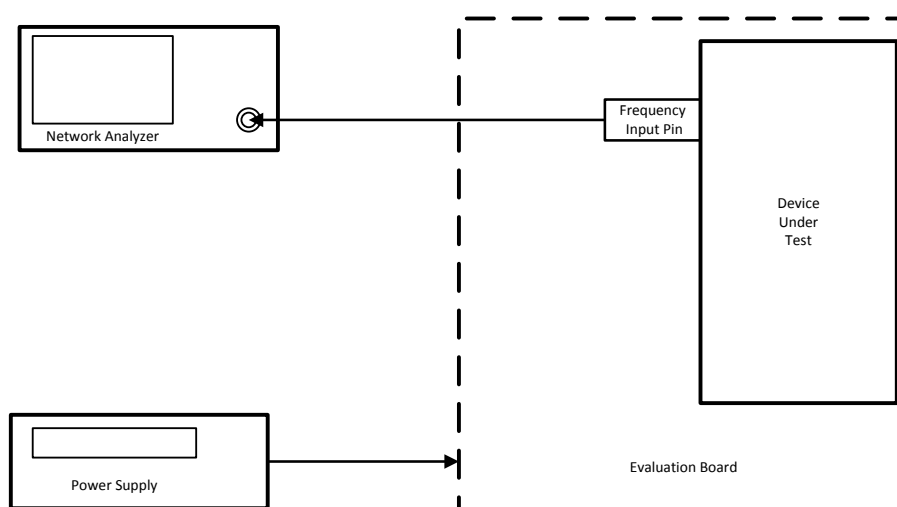 Network Analyzer
Frequency
Input Pin
Device
Under
Test
Power Supply
Evaluation Board